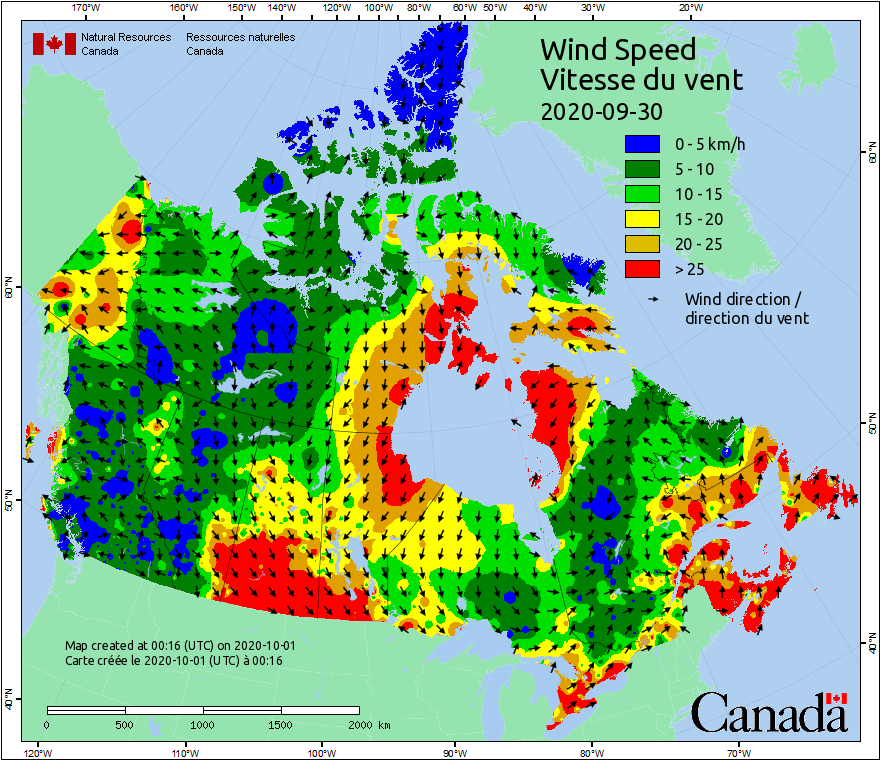 170°W 160°W 150°W 140°W 130°W 120°W 110°W 100°W 90°W 80°W 70°W 60°W 50°W 40°W 30°W 20°W
Natural Resources Ressources naturelles
Canada Canada
Wind Speed
Vitesse du vent
2020-09-30
0 - 5 km/h
5 - 10
10 - 15
15 - 20
20 - 25
> 25
Wind direction /
direction du vent
60°N
60°N
50°N
50°N
40°N
40°N
Map created at 00:16 (UTC) on 2020-10-01
Carte créée le 2020-10-01 (UTC) à 00:16
0 500 1000 1500 2000 km
Canada
120°W 110°W 100°W 90°W 80°W 70°W